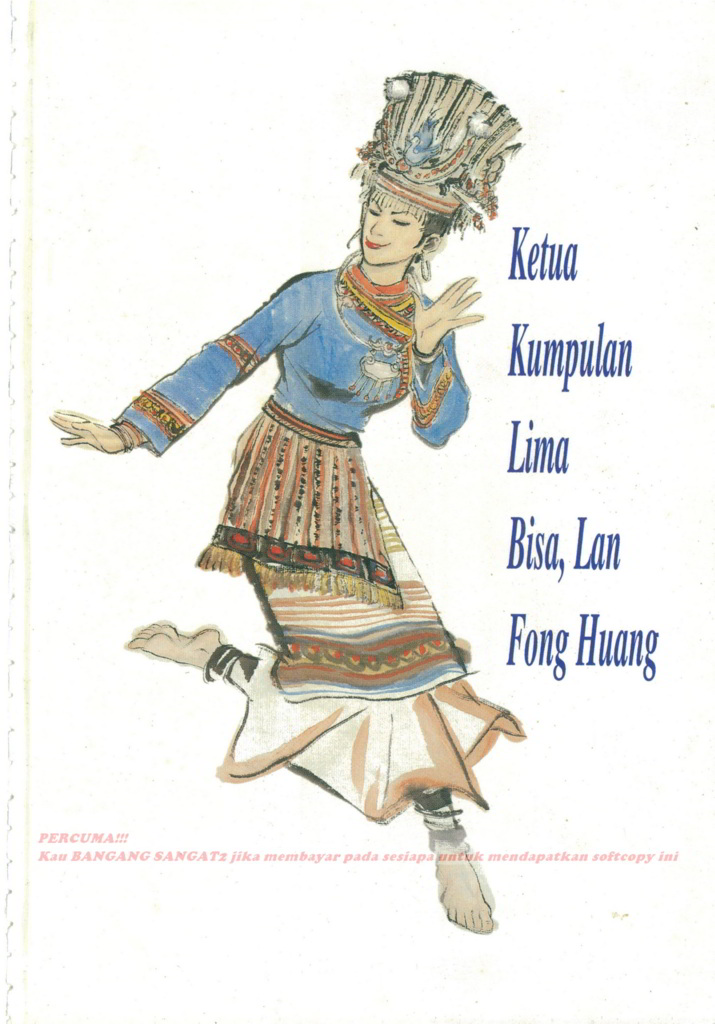 Ketua
Kumpulan
Lima
Bisa, Lan
Fong Huang
PERCUMA!!!
Kau BANGANG SANGAT2 jika membayar pada sesiapa untuk mendapatkan softcopy ini